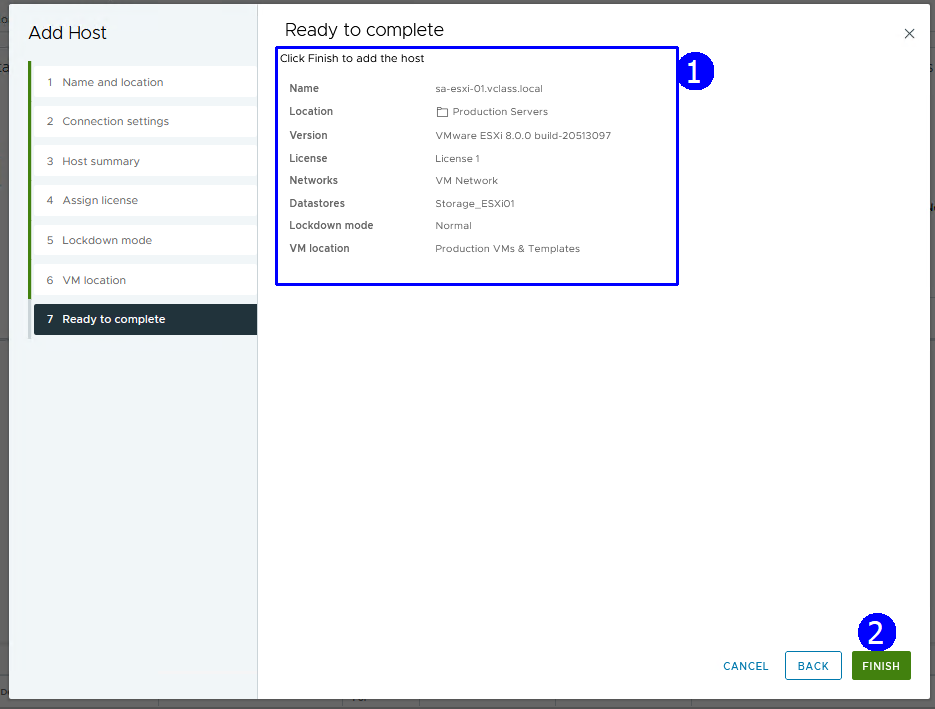 Add Host
1 Name and location
2 Connection settings
3 Host summary
4 Assign license
5 Lockdown mode
6 VM location
7 Ready to complete
Ready to complete
Click Finish to add the host
1
Name sa-esxi-01.vclass.local
Location Production Servers
Version VMware ESXi 8.0.0 build-20513097
License License 1
Networks VM Network
Datastores Storage_ESXi01
Lockdown mode Normal
VM location Production VMs & Templates
2
CANCEL BACK FINISH